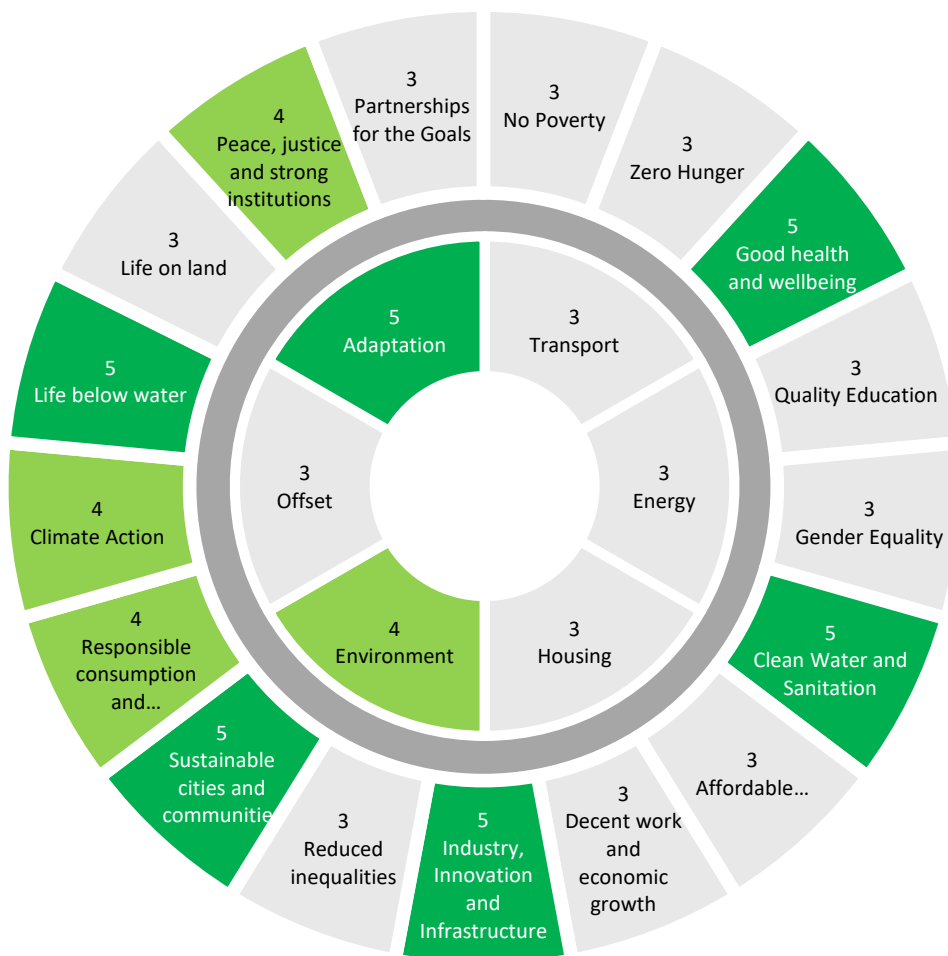 3
Partnerships
for the Goals
3
No Poverty
3
Zero Hunger
5
Good health
and wellbeing
3
Quality Education
3
Gender Equality
5
Clean Water and
Sanitation
3
Affordable…
3
Decent work
and
economic
growth
5
Industry,
Innovation
and
Infrastructure
3
Reduced
inequalities
5
Sustainable
cities and
communities
4
Responsible
consumption
and…
4
Climate Action
5
Life below water
3
Life on land
4
Peace, justice
and strong
institutions
3
Transport
3
Energy
3
Housing
4
Environment
3
Offset
5
Adaptation